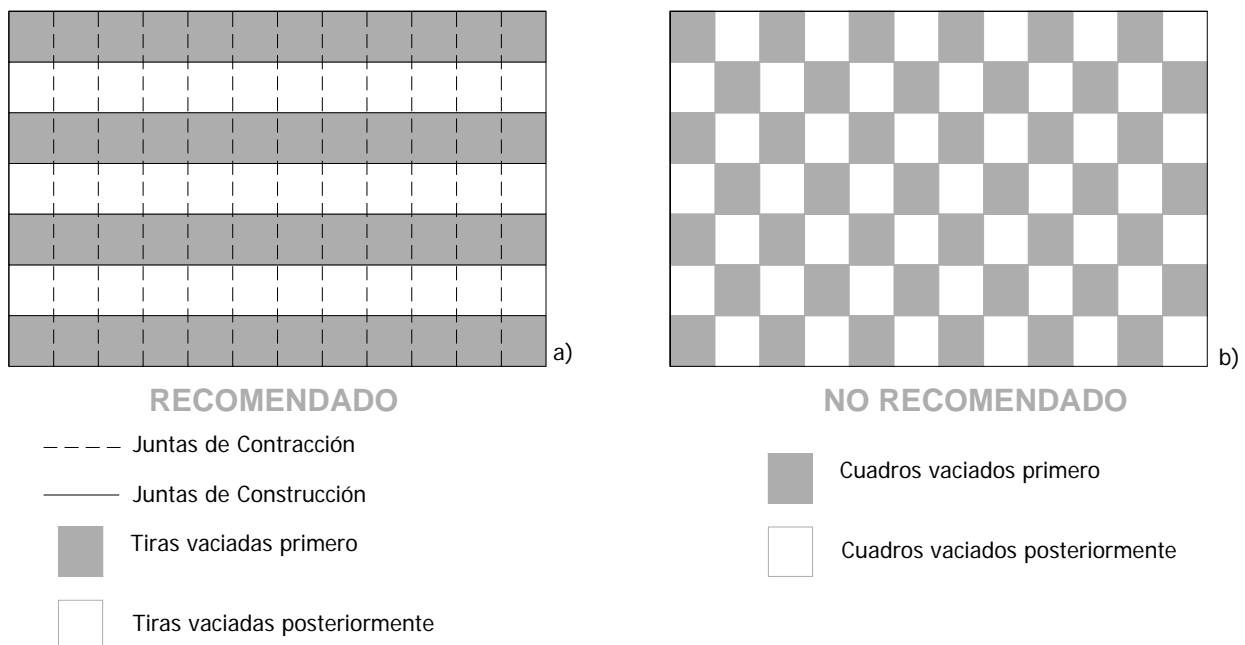 a)
RECOMENDADO
Juntas de Contracción
Juntas de Construcción
Tiras vaciadas primero
Tiras vaciadas posteriormente
b)
NO RECOMENDADO
Cuadros vaciados primero
Cuadros vaciados posteriormente